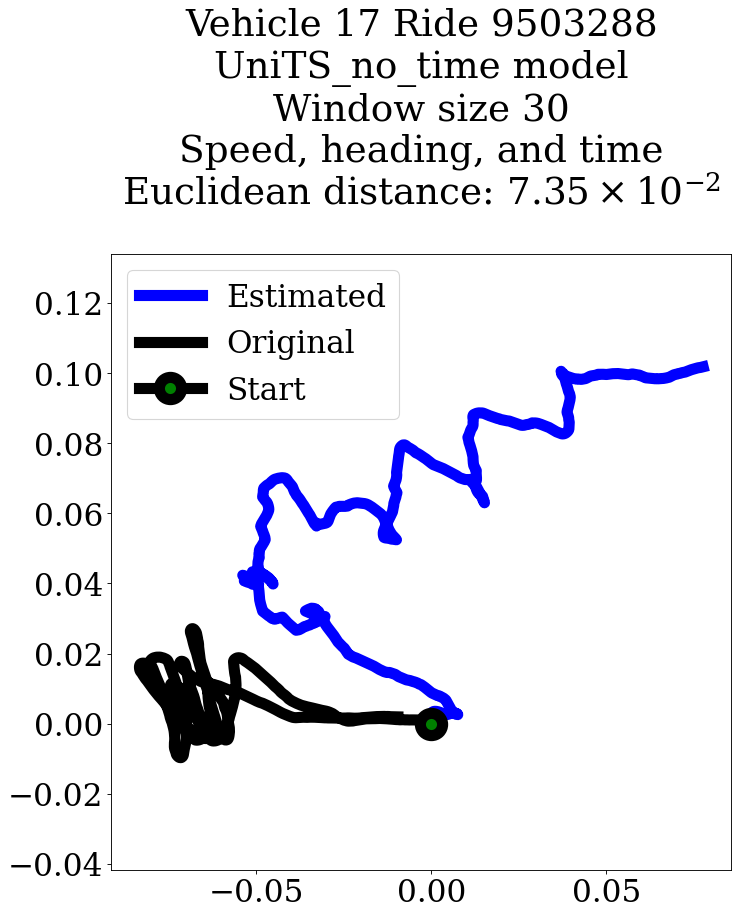 Vehicle 17 Ride 9503288
UniTS_no_time model
Window size 30
Speed, heading, and time
Euclidean distance: 7.35 × 10⁻²
Estimated
Original
Start
0.12
0.10
0.08
0.06
0.04
0.02
0.00
−0.02
−0.04
−0.05 0.00 0.05